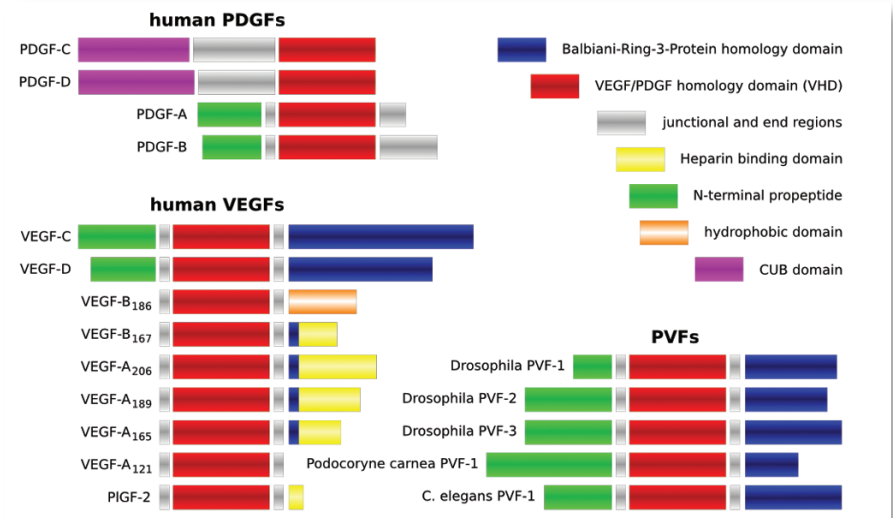 human PDGFs
PDGF-C
PDGF-D
PDGF-A
PDGF-B
Balbiani-Ring-3-Protein homology domain
VEGF/PDGF homology domain (VHD)
junctional and end regions
Heparin binding domain
N-terminal propeptide
hydrophobic domain
CUB domain
human VEGFs
VEGF-C
VEGF-D
VEGF-B186
VEGF-B167
VEGF-A206
VEGF-A189
VEGF-A165
VEGF-A121
PlGF-2
PVFs
Drosophila PVF-1
Drosophila PVF-2
Drosophila PVF-3
Podocoryne carnea PVF-1
C. elegans PVF-1